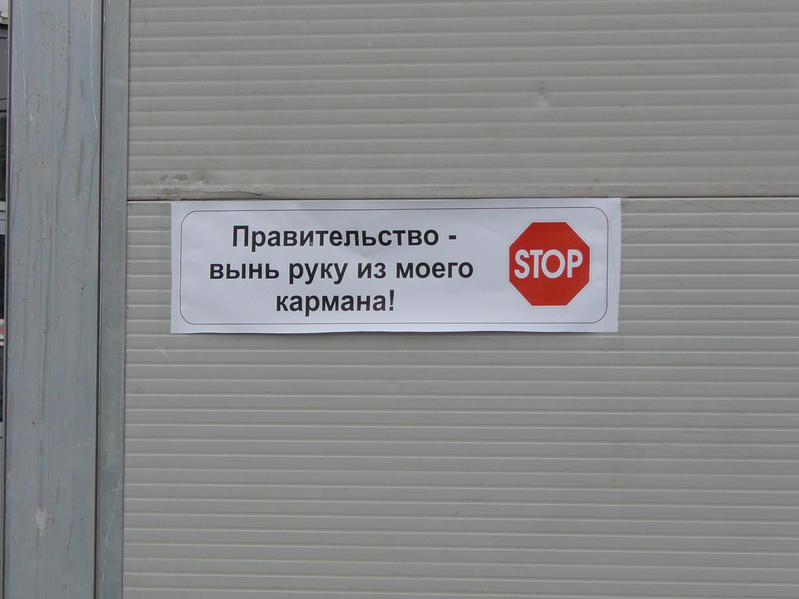 Правительство -
вынь руку из моего
кармана!
STOP